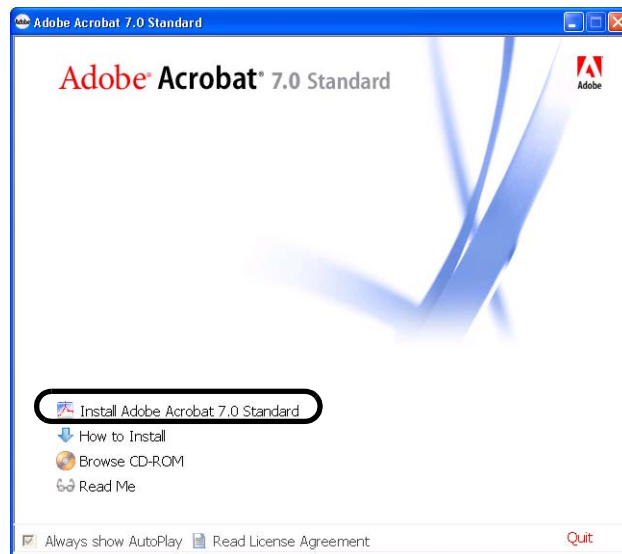 Adobe Adobe Acrobat 7.0 Standard
Adobe® Acrobat® 7.0 Standard
Adobe
Install Adobe Acrobat 7.0 Standard
How to Install
Browse CD-ROM
Read Me
Always show AutoPlay Read License Agreement Quit